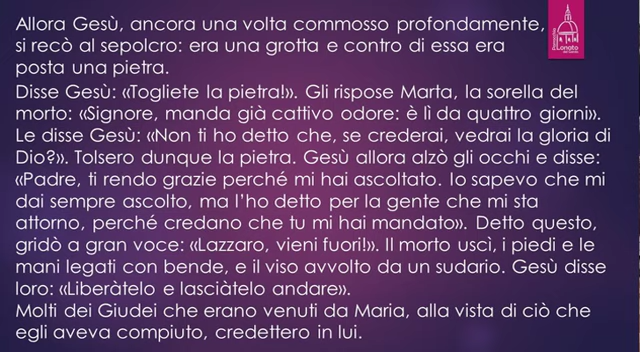 Allora Gesù, ancora una volta commosso profondamente,
si recò al sepolcro: era una grotta e contro di essa era
posta una pietra.
Disse Gesù: «Togliete la pietra!». Gli rispose Marta, la sorella del
morto: «Signore, manda già cattivo odore: è lì da quattro giorni».
Le disse Gesù: «Non ti ho detto che, se crederai, vedrai la gloria di
Dio?». Tolsero dunque la pietra. Gesù allora alzò gli occhi e disse:
«Padre, ti rendo grazie perché mi hai ascoltato. Io sapevo che mi
dai sempre ascolto, ma l’ho detto per la gente che mi sta
attorno, perché credano che tu mi hai mandato». Detto questo,
gridò a gran voce: «Lazzaro, vieni fuori!». Il morto uscì, i piedi e le
mani legati con bende, e il viso avvolto da un sudario. Gesù disse
loro: «Liberàtelo e lasciàtelo andare».
Molti dei Giudei che erano venuti da Maria, alla vista di ciò che
egli aveva compiuto, credettero in lui.
Lonato